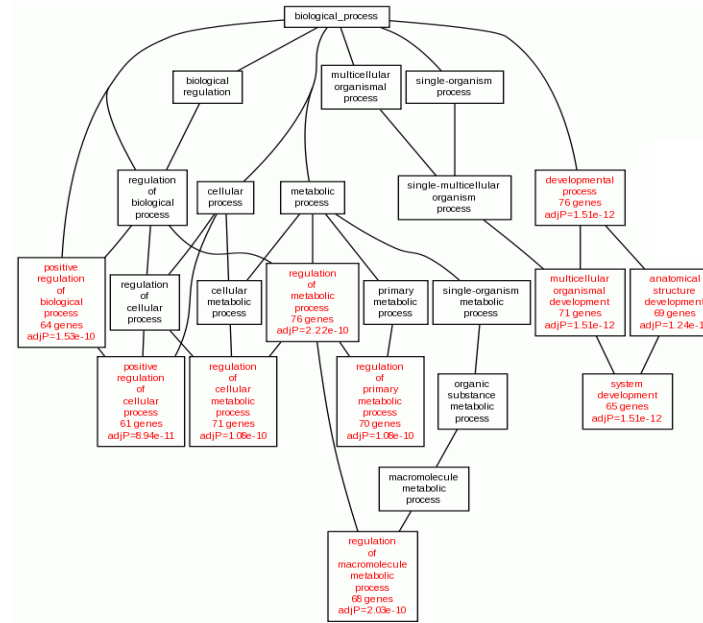 biological_process
biological
regulation
multicellular
organismal
process
single-organism
process
regulation
of
biological
process
cellular
process
metabolic
process
single-multicellular
organism
process
developmental
process
76 genes
adjP=1.51e-12
positive
regulation
of
biological
process
64 genes
adjP=1.53e-10
regulation
of
cellular
process
cellular
metabolic
process
regulation
of
metabolic
process
76 genes
adjP=2.22e-10
primary
metabolic
process
single-organism
metabolic
process
multicellular
organismal
development
71 genes
adjP=1.51e-12
anatomical
structure
development
69 genes
adjP=1.24e-1
positive
regulation
of
cellular
process
61 genes
adjP=8.94e-11
regulation
of
cellular
metabolic
process
71 genes
adjP=1.06e-10
regulation
of
primary
metabolic
process
70 genes
adjP=1.06e-10
organic
substance
metabolic
process
system
development
65 genes
adjP=1.51e-12
macromolecule
metabolic
process
regulation
of
macromolecule
metabolic
process
68 genes
adjP=2.03e-10